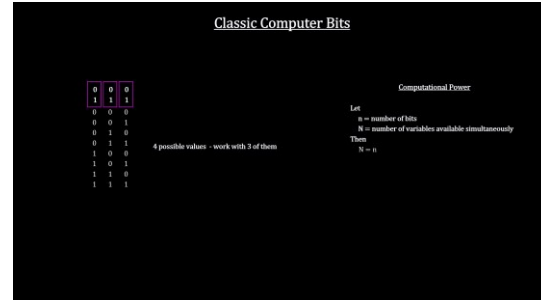 Classic Computer Bits
0 0 0
1 1 1
0 0 0
0 0 1
0 1 0
0 1 1
1 0 0
1 0 1
1 1 0
1 1 1
4 possible values - work with 3 of them
Computational Power
Let
n = number of bits
N = number of variables available simultaneously
Then
N = n